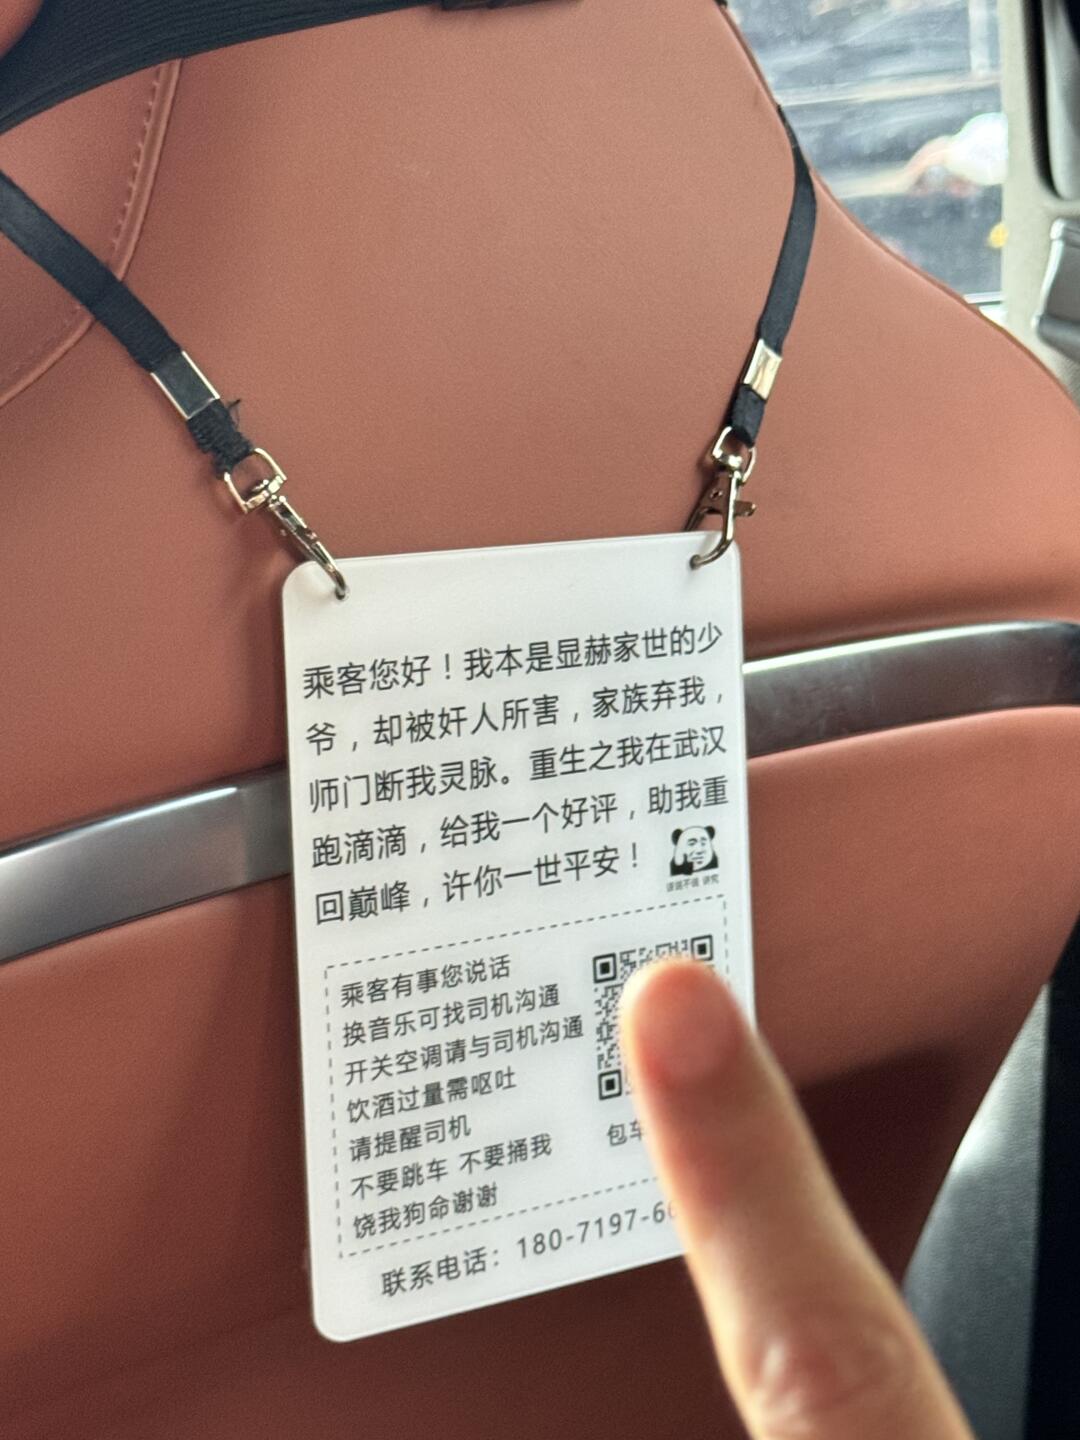 乘客您好！我本是显赫家世的少
爷，却被奸人所害，家族弃我，
师门断我灵脉。重生之我在武汉
跑滴滴，给我一个好评，助我重
回巅峰，许你一世平安！
乘客有事您说话
换音乐可找司机沟通
开关空调请与司机沟通
饮酒过量需呕吐
请提醒司机
不要跳车 不要捅我
饶我狗命谢谢
包车
联系电话：180-7197-66